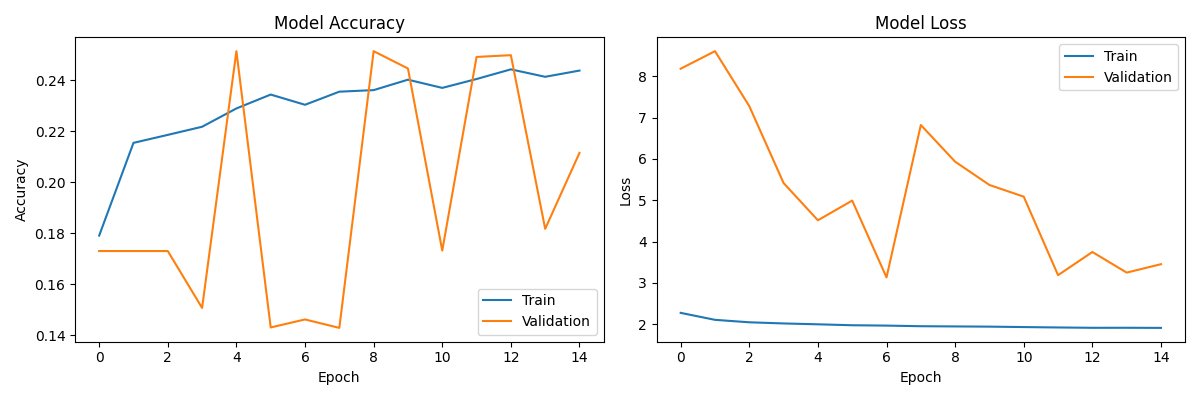 Model Accuracy
Accuracy
0.24
0.22
0.20
0.18
0.16
0.14
Train
Validation
0 2 4 6 8 10 12 14
Epoch
Model Loss
Loss
8
7
6
5
4
3
2
Train
Validation
0 2 4 6 8 10 12 14
Epoch